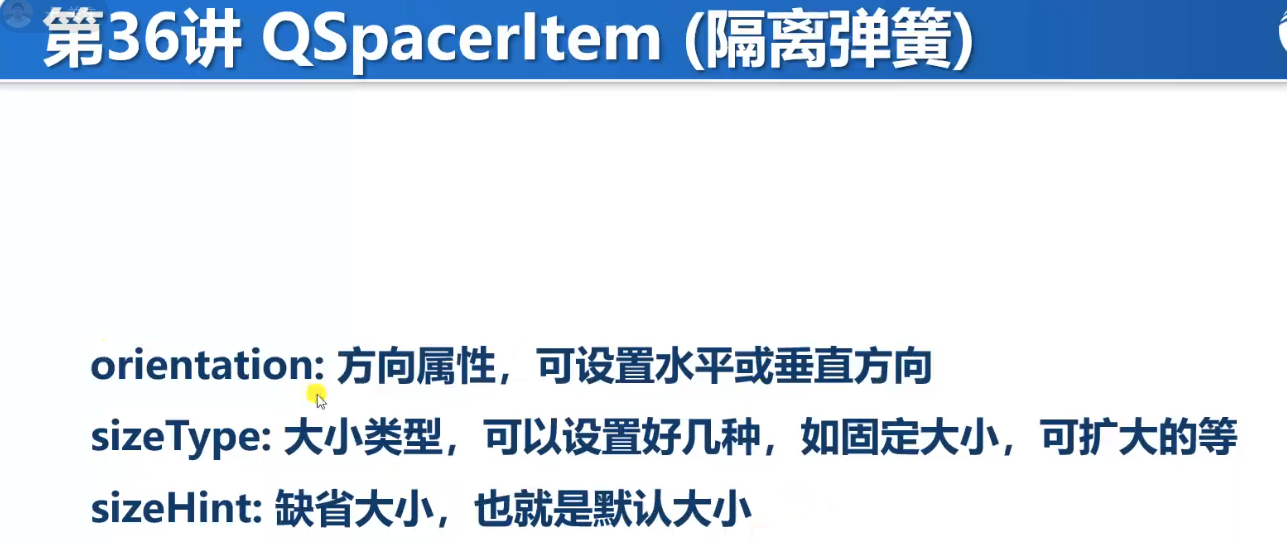 第36讲 QSpacerItem (隔离弹簧)
orientation: 方向属性，可设置水平或垂直方向
sizeType: 大小类型，可以设置好几种，如固定大小，可扩大的等
sizeHint: 缺省大小，也就是默认大小